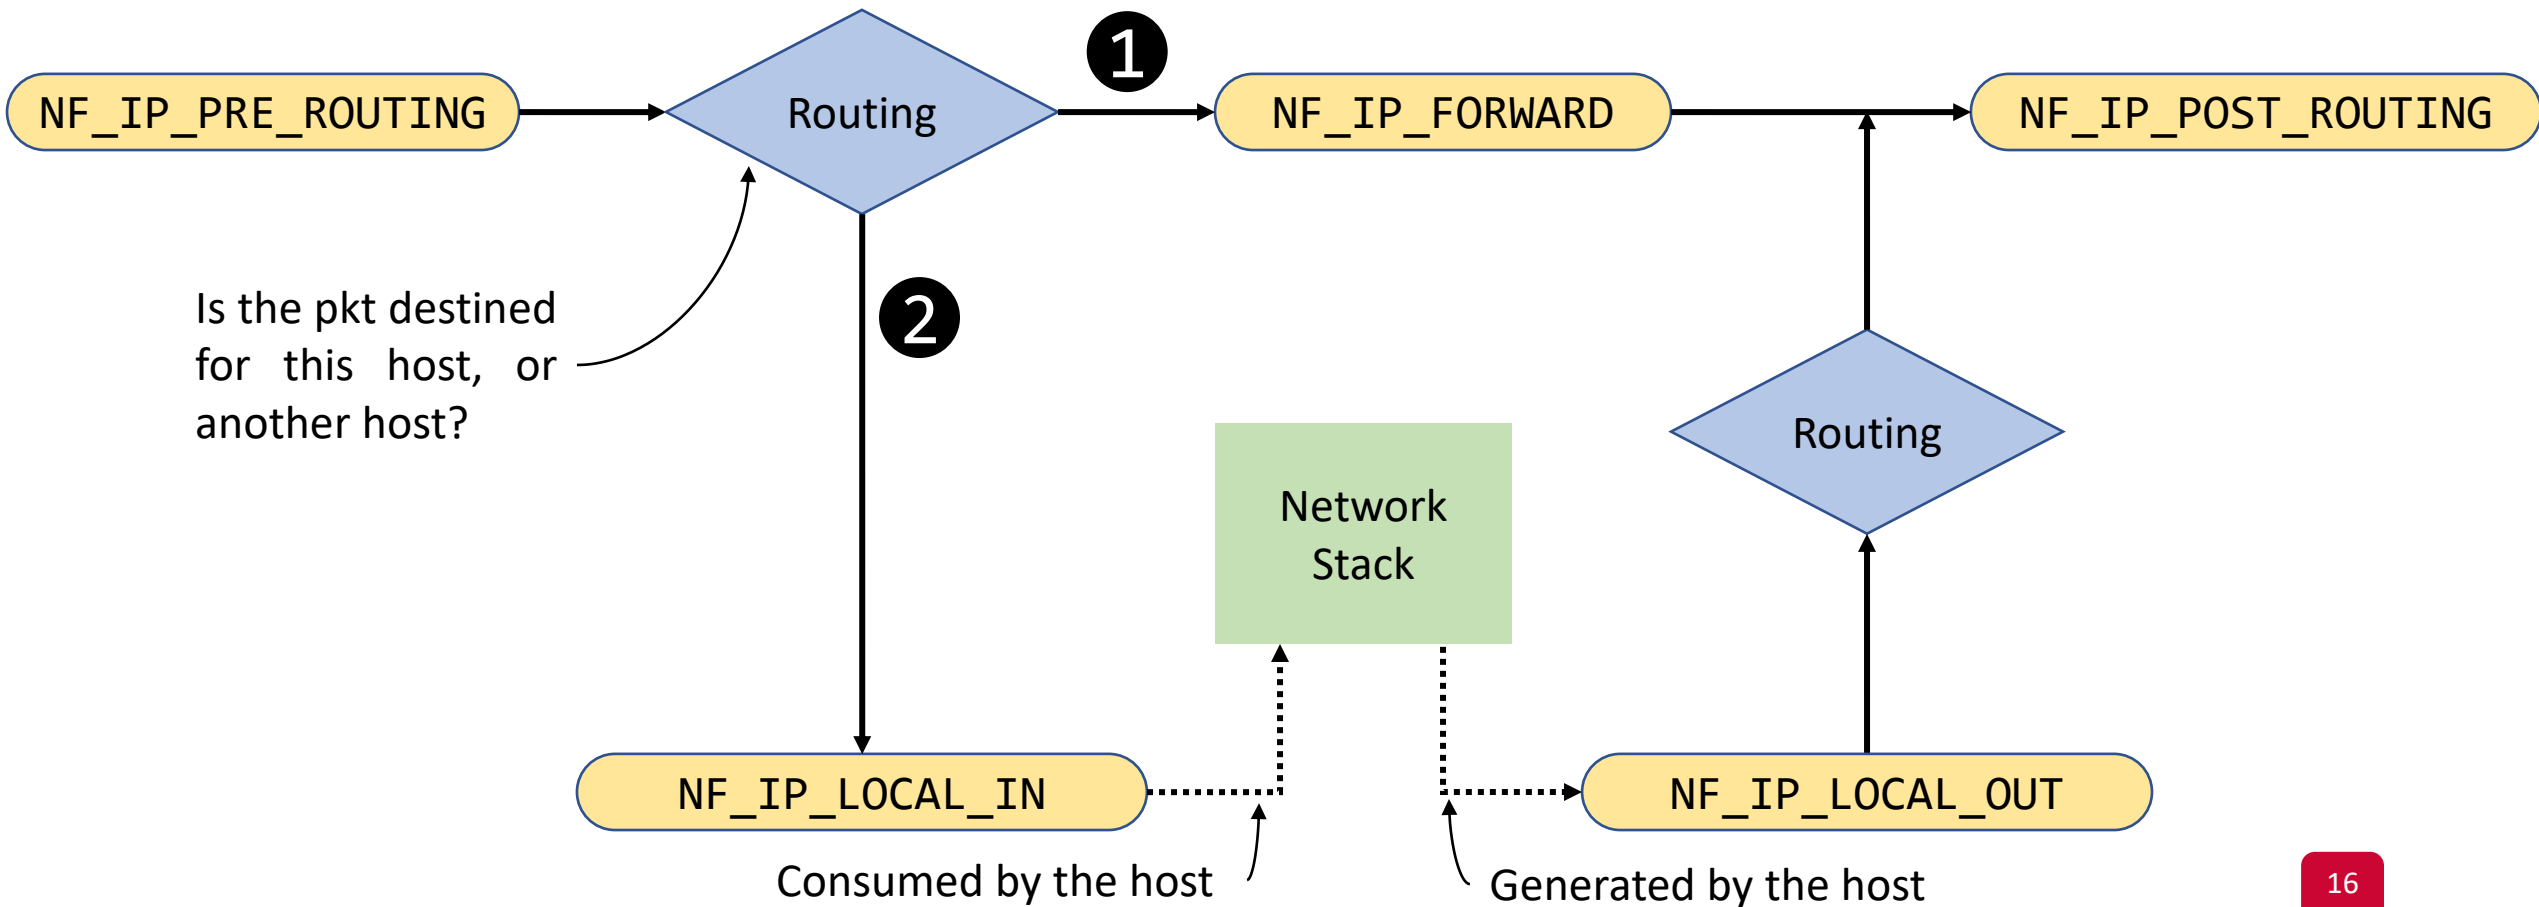 NF_IP_PRE_ROUTING
Routing
1
NF_IP_FORWARD
NF_IP_POST_ROUTING
Is the pkt destined
for this host, or
another host?
2
Network
Stack
Routing
NF_IP_LOCAL_IN
NF_IP_LOCAL_OUT
Consumed by the host
Generated by the host
16